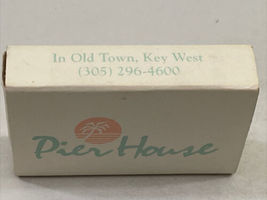 In Old Town, Key West
(305) 296-4600
Pier House